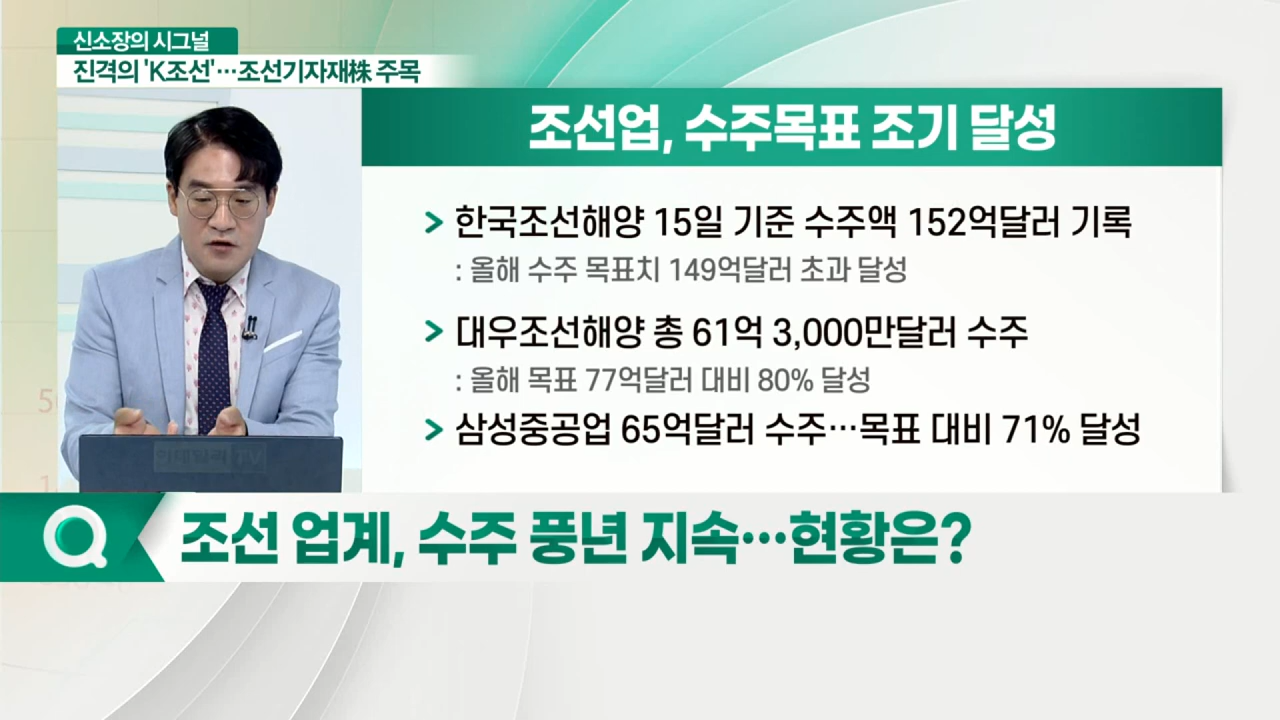 신소장의 시그널
진격의 'K조선'…조선기자재株 주목
조선업, 수주목표 조기 달성
> 한국조선해양 15일 기준 수주액 152억달러 기록
: 올해 수주 목표치 149억달러 초과 달성
> 대우조선해양 총 61억 3,000만달러 수주
: 올해 목표 77억달러 대비 80% 달성
> 삼성중공업 65억달러 수주…목표 대비 71% 달성
이데일리 TV
조선 업계, 수주 풍년 지속…현황은?